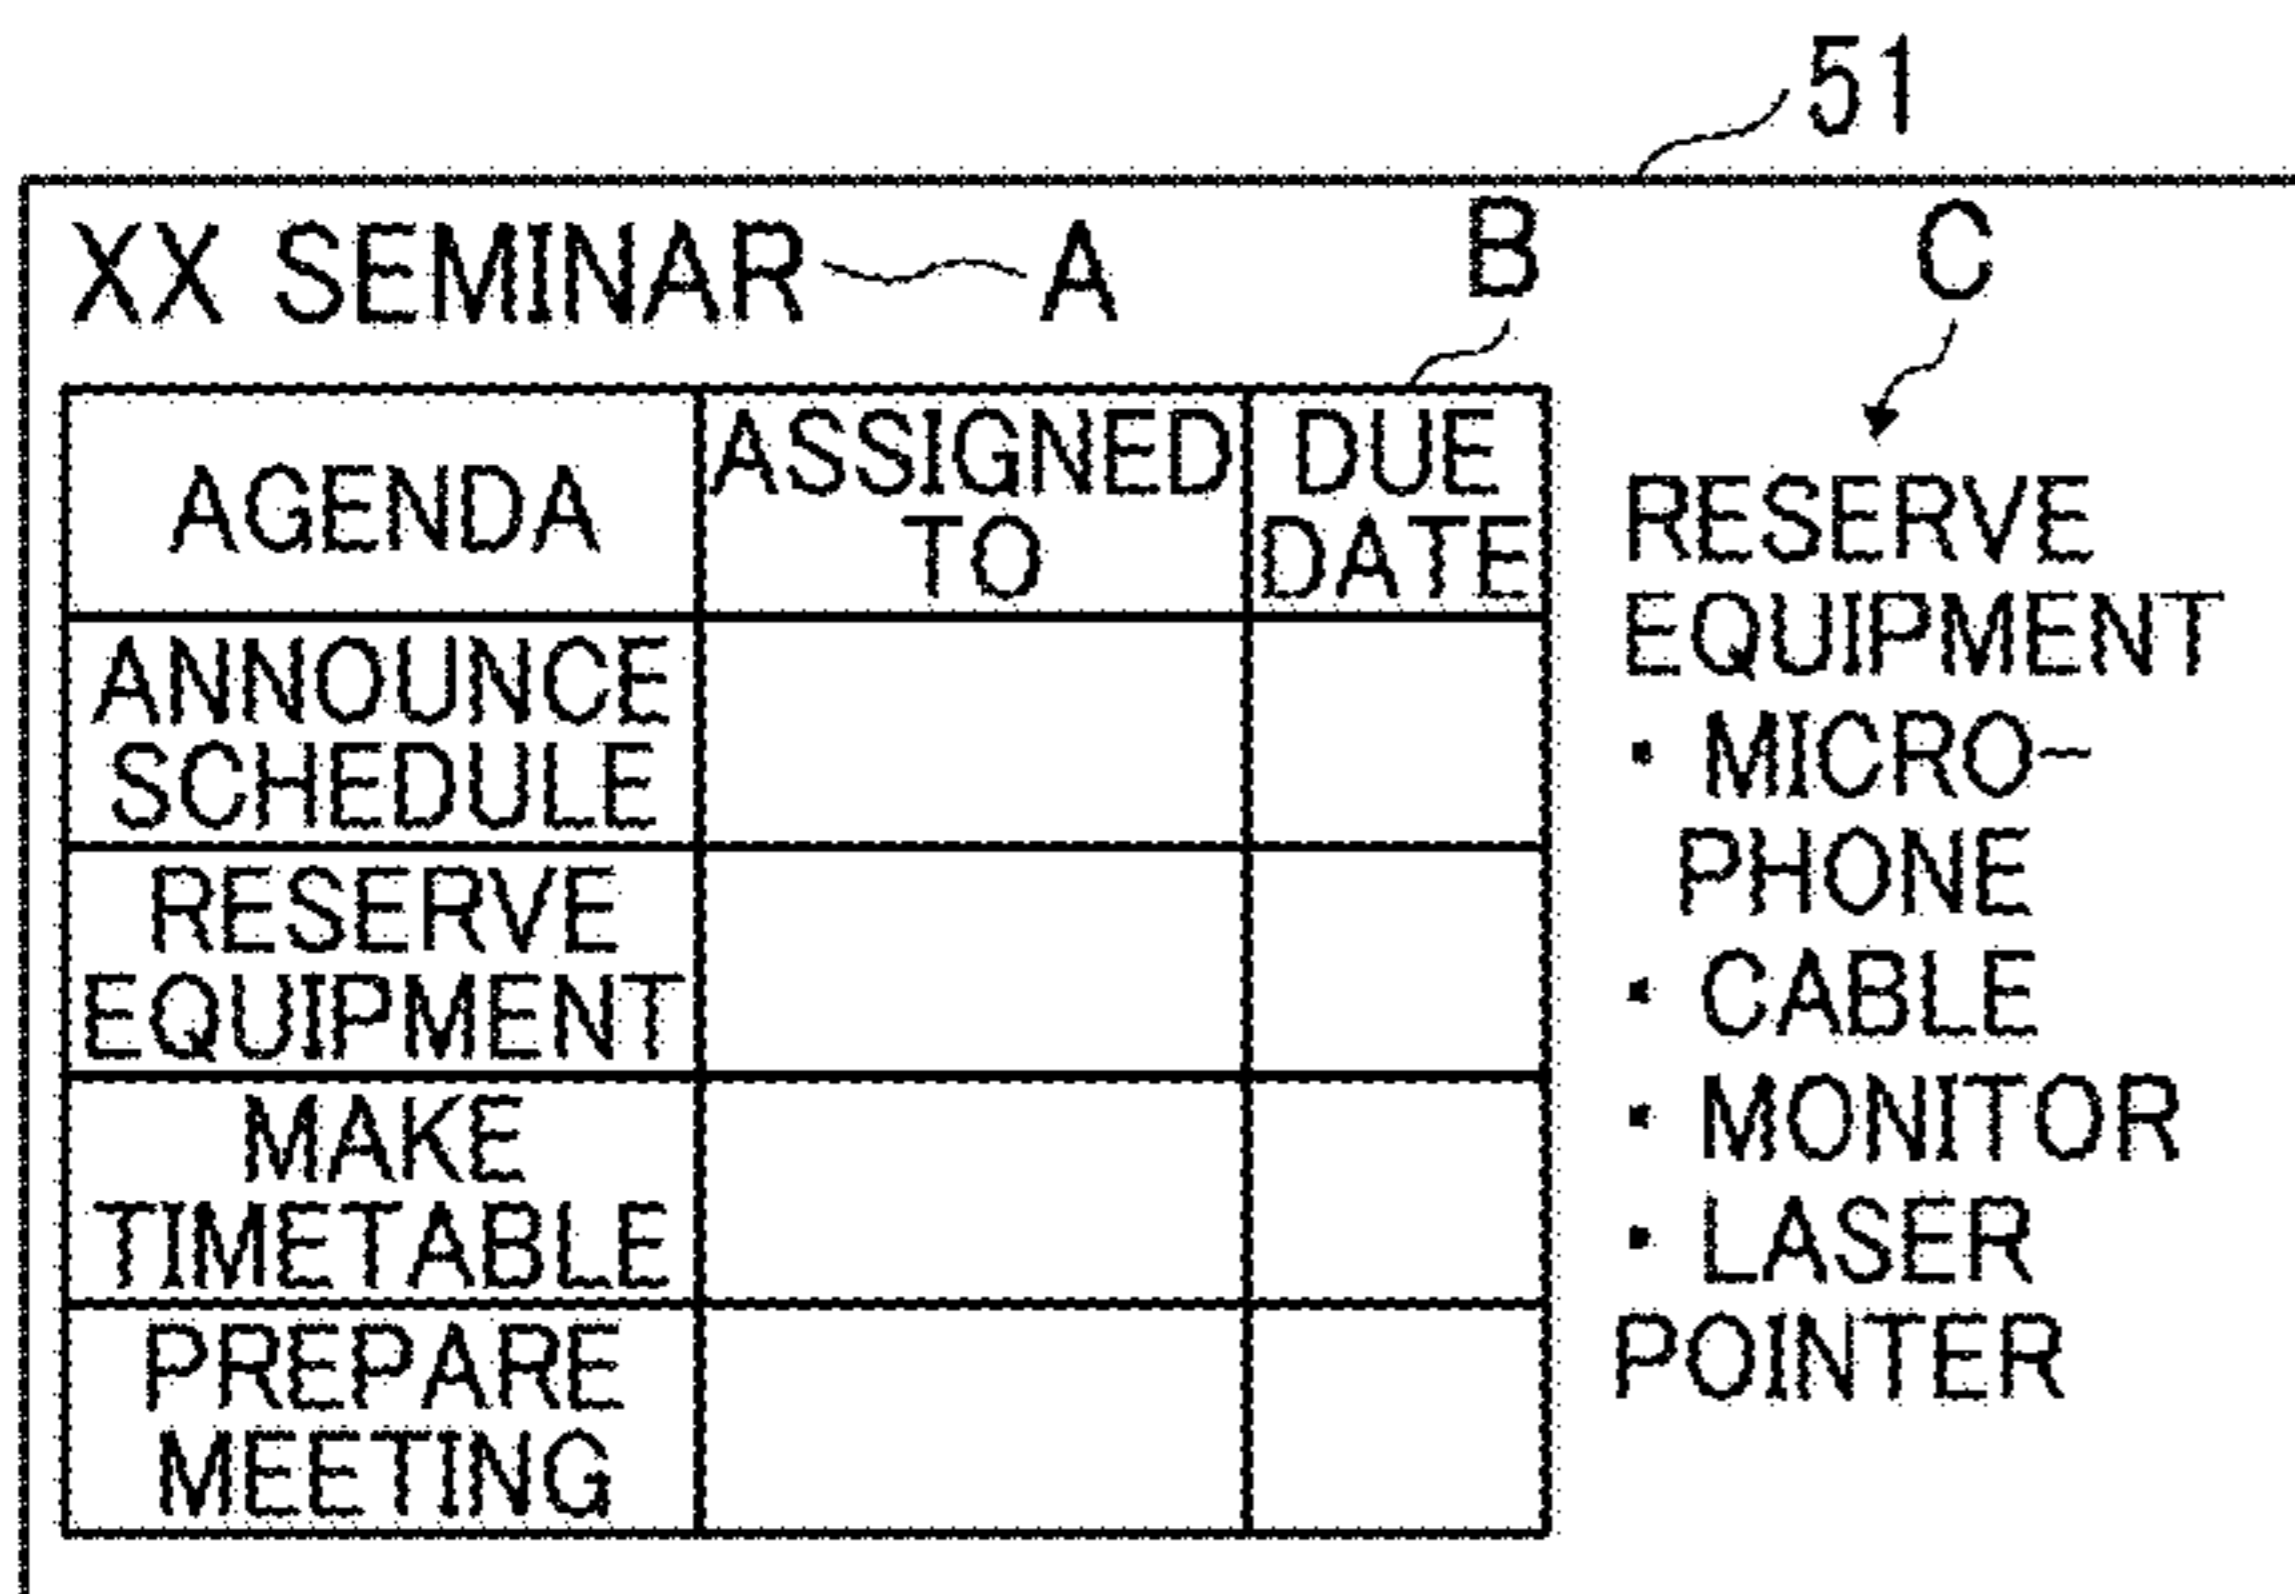 51
XX SEMINAR A
B
C
AGENDA
ASSIGNED
TO
DUE
DATE
ANNOUNCE
SCHEDULE
RESERVE
EQUIPMENT
MAKE
TIMETABLE
PREPARE
MEETING
RESERVE
EQUIPMENT
・MICRO-
PHONE
・CABLE
・MONITOR
・LASER
POINTER